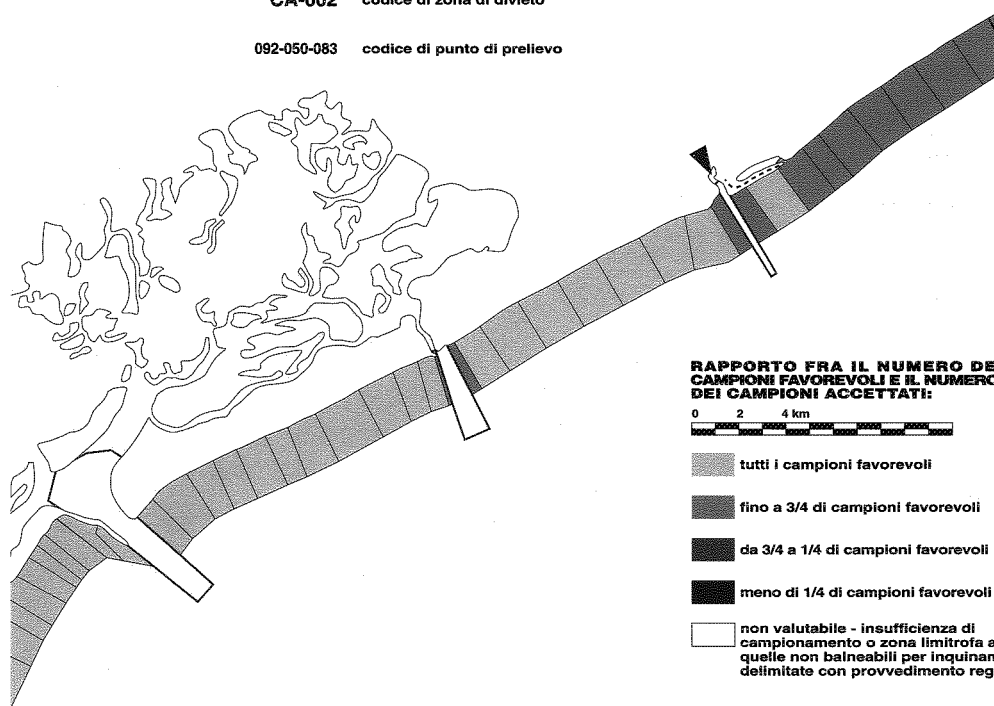 CA-002 codice di zona di divieto
092-050-083 codice di punto di prelievo
RAPPORTO FRA IL NUMERO DE
CAMPIONI FAVOREVOLI E IL NUMERO
DEI CAMPIONI ACCETTATI:
0 2 4 km
tutti i campioni favorevoli
fino a 3/4 di campioni favorevoli
da 3/4 a 1/4 di campioni favorevoli
meno di 1/4 di campioni favorevoli
non valutabile - insufficienza di
campionamento o zona limitrofa a
quelle non balneabili per inquinam
delimitate con provvedimento reg